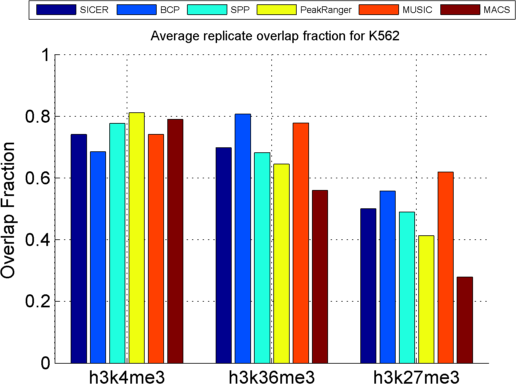 SICER BCP SPP PeakRanger MUSIC MACS
Average replicate overlap fraction for K562
Overlap Fraction
1
0.8
0.6
0.4
0.2
0
h3k4me3 h3k36me3 h3k27me3